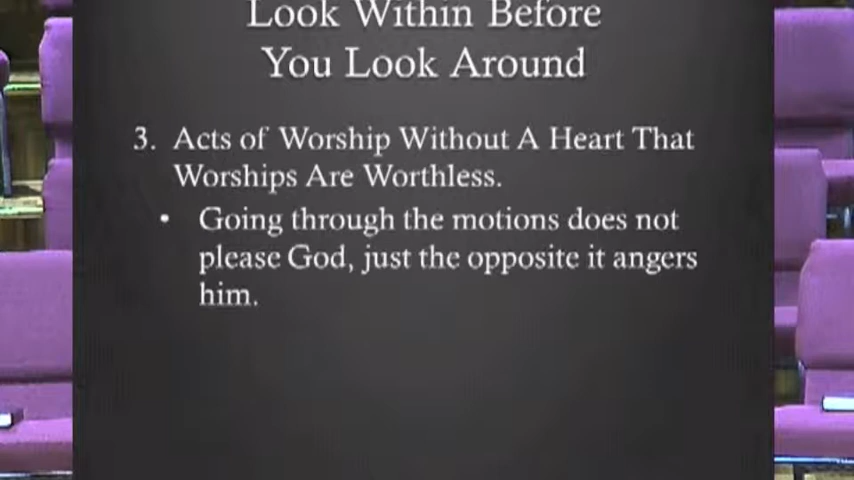 Look Within Before
You Look Around
3. Acts of Worship Without A Heart That
Worships Are Worthless.
• Going through the motions does not
please God, just the opposite it angers
him.